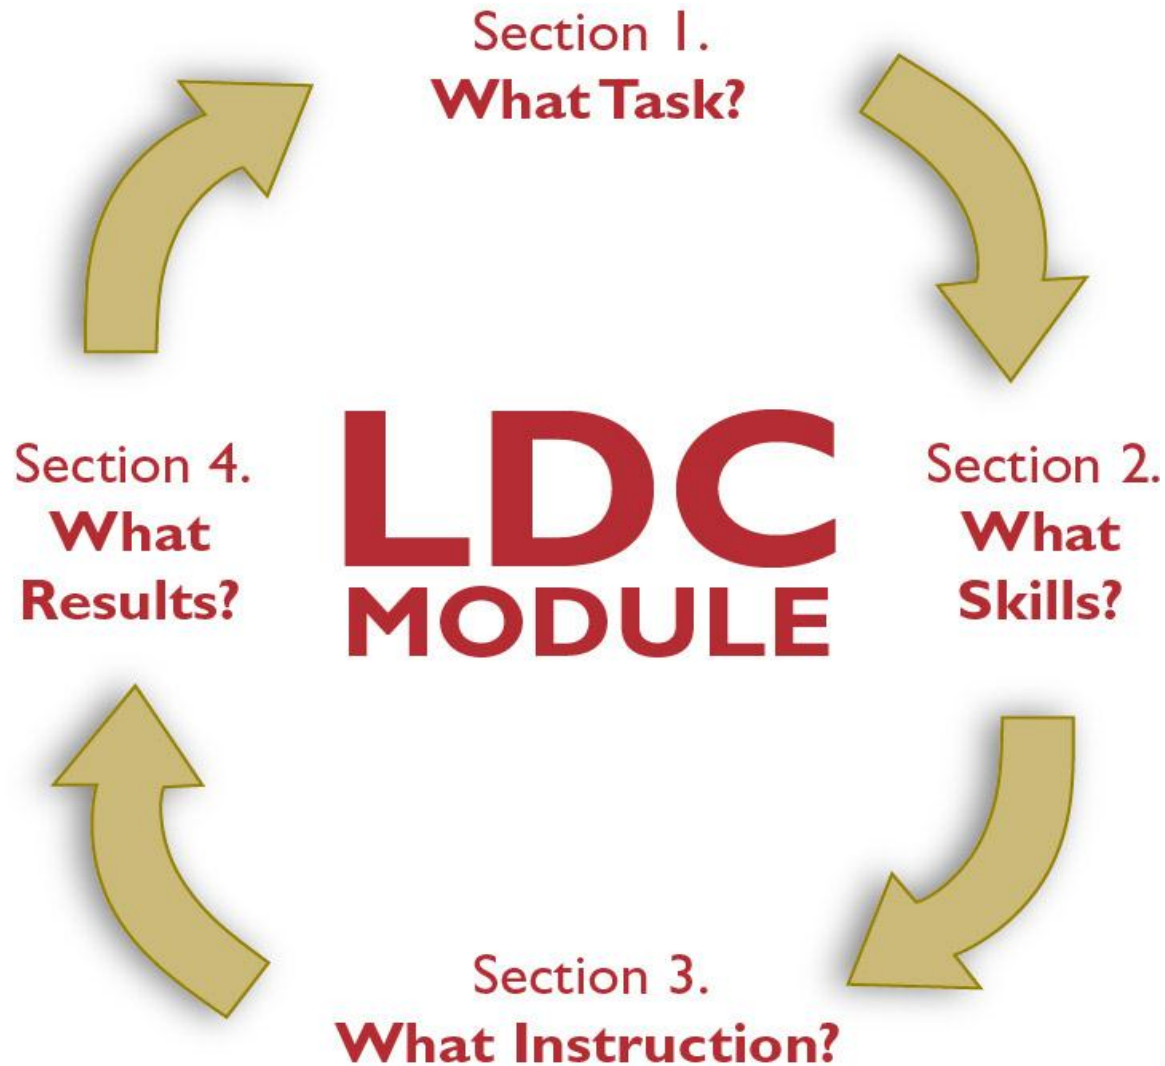 Section 1.
What Task?
Section 2.
What
Skills?
Section 3.
What Instruction?
Section 4.
What
Results?
LDC
MODULE